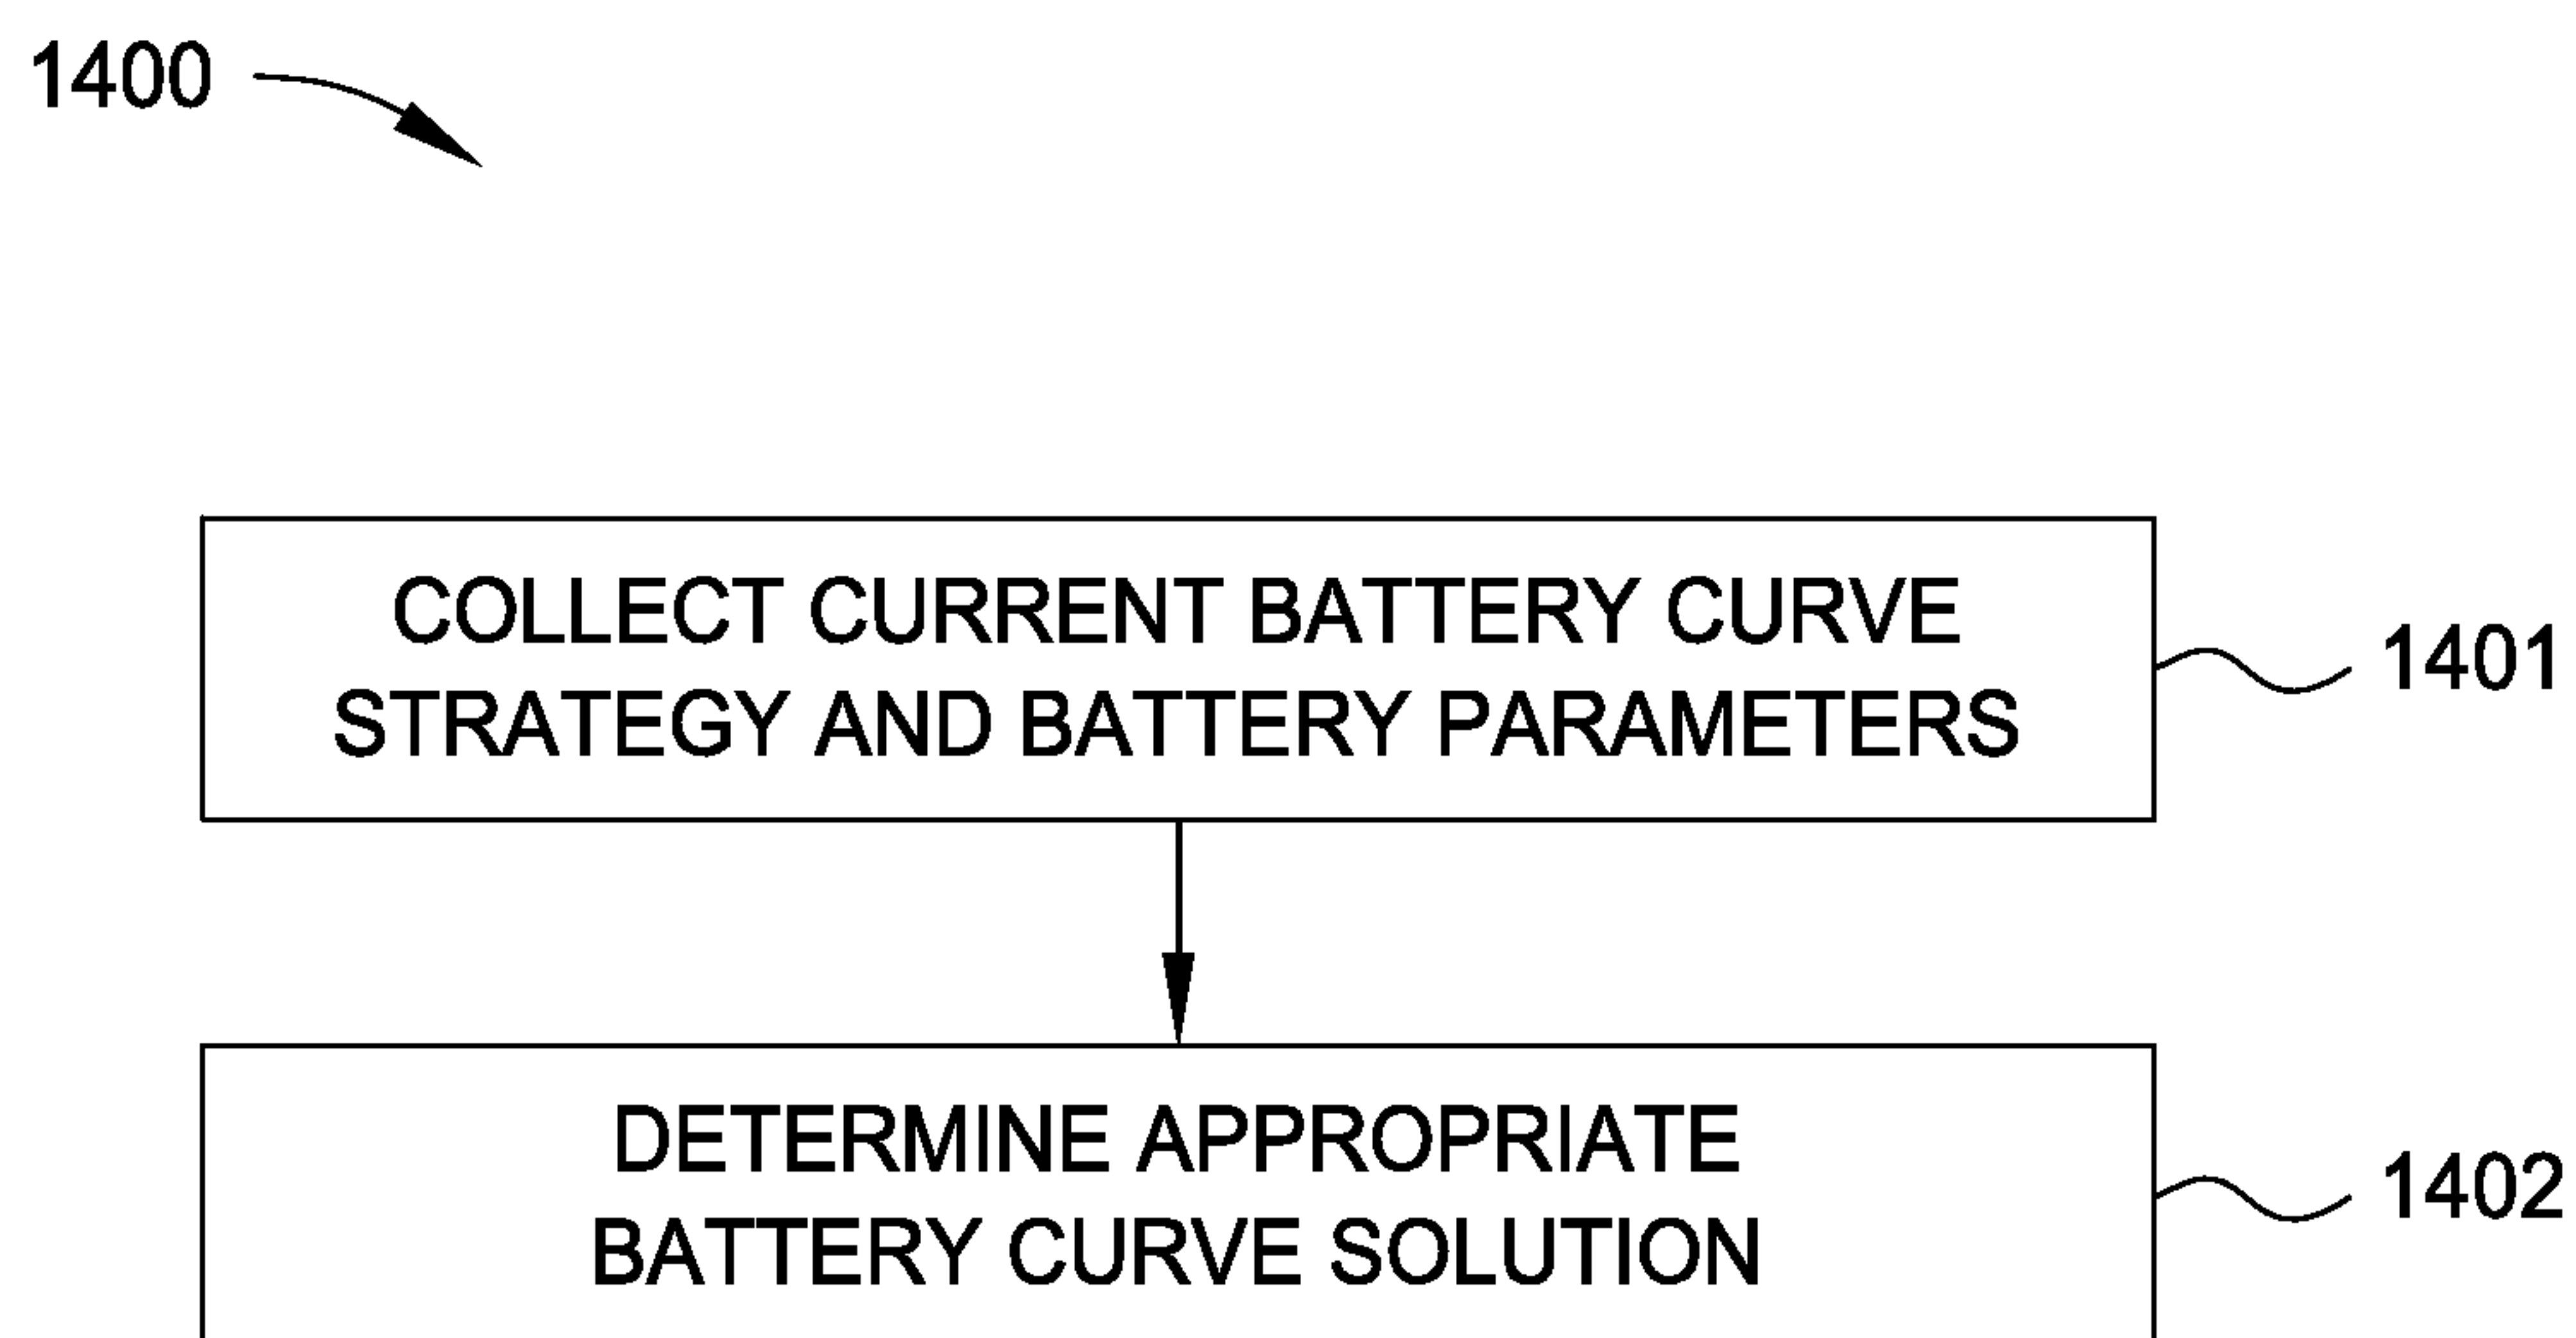 1400
COLLECT CURRENT BATTERY CURVE
STRATEGY AND BATTERY PARAMETERS
1401
DETERMINE APPROPRIATE
BATTERY CURVE SOLUTION
1402